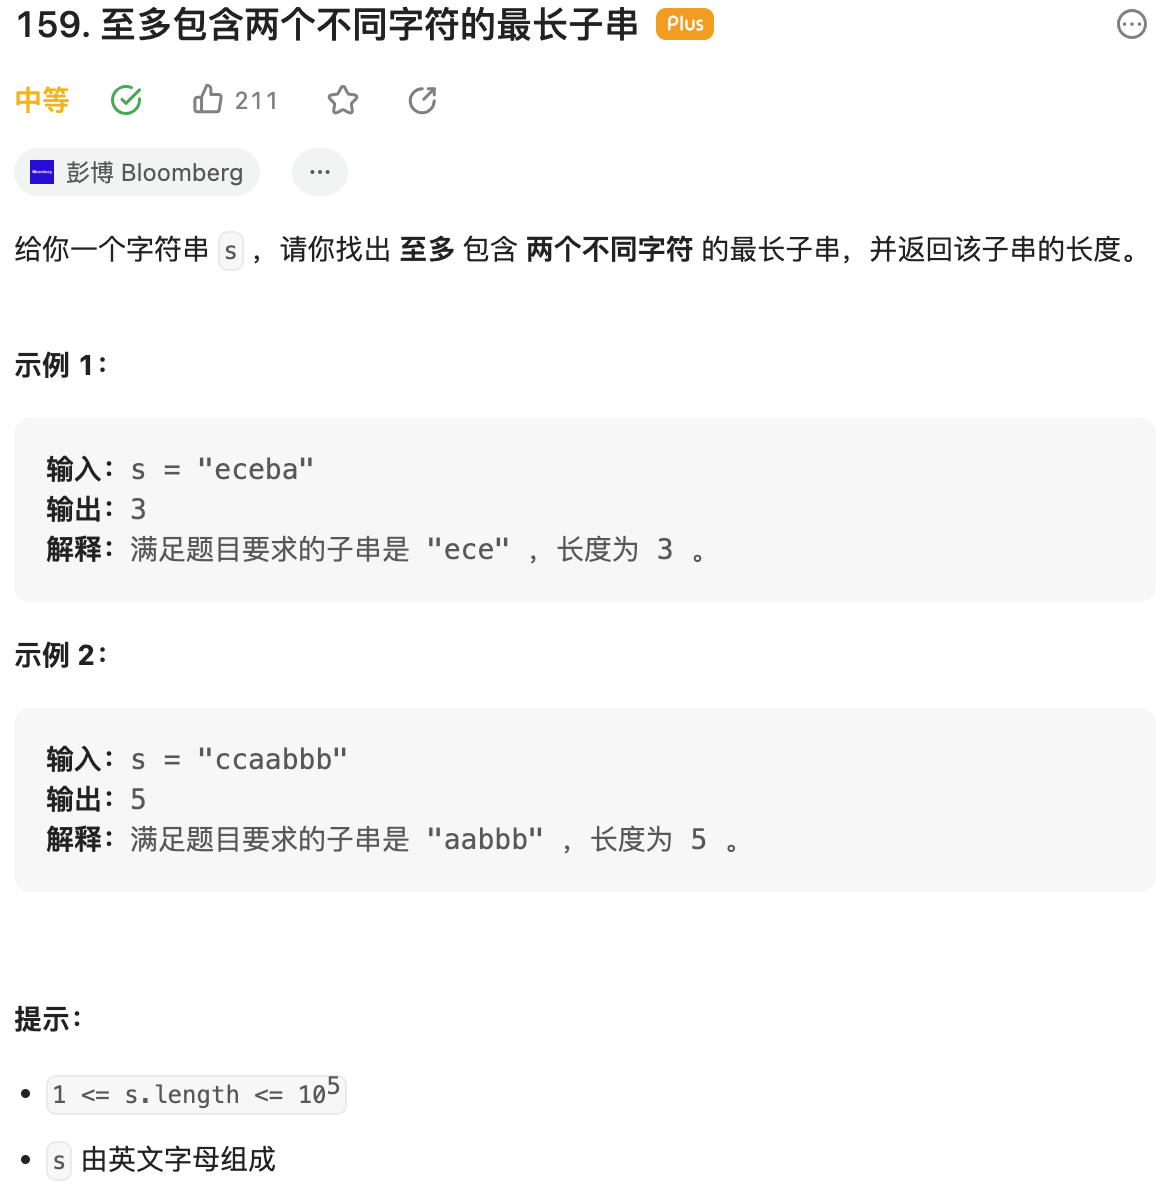 159. 至多包含两个不同字符的最长子串 Plus
中等 211
彭博 Bloomberg ...
给你一个字符串 s ，请你找出 至多 包含 两个不同字符 的最长子串，并返回该子串的长度。
示例 1：
输入：s = "eceba"
输出：3
解释：满足题目要求的子串是 "ece" ，长度为 3 。
示例 2：
输入：s = "ccaabbb"
输出：5
解释：满足题目要求的子串是 "aabbb" ，长度为 5 。
提示：
• 1 <= s.length <= 10⁵
• s 由英文字母组成